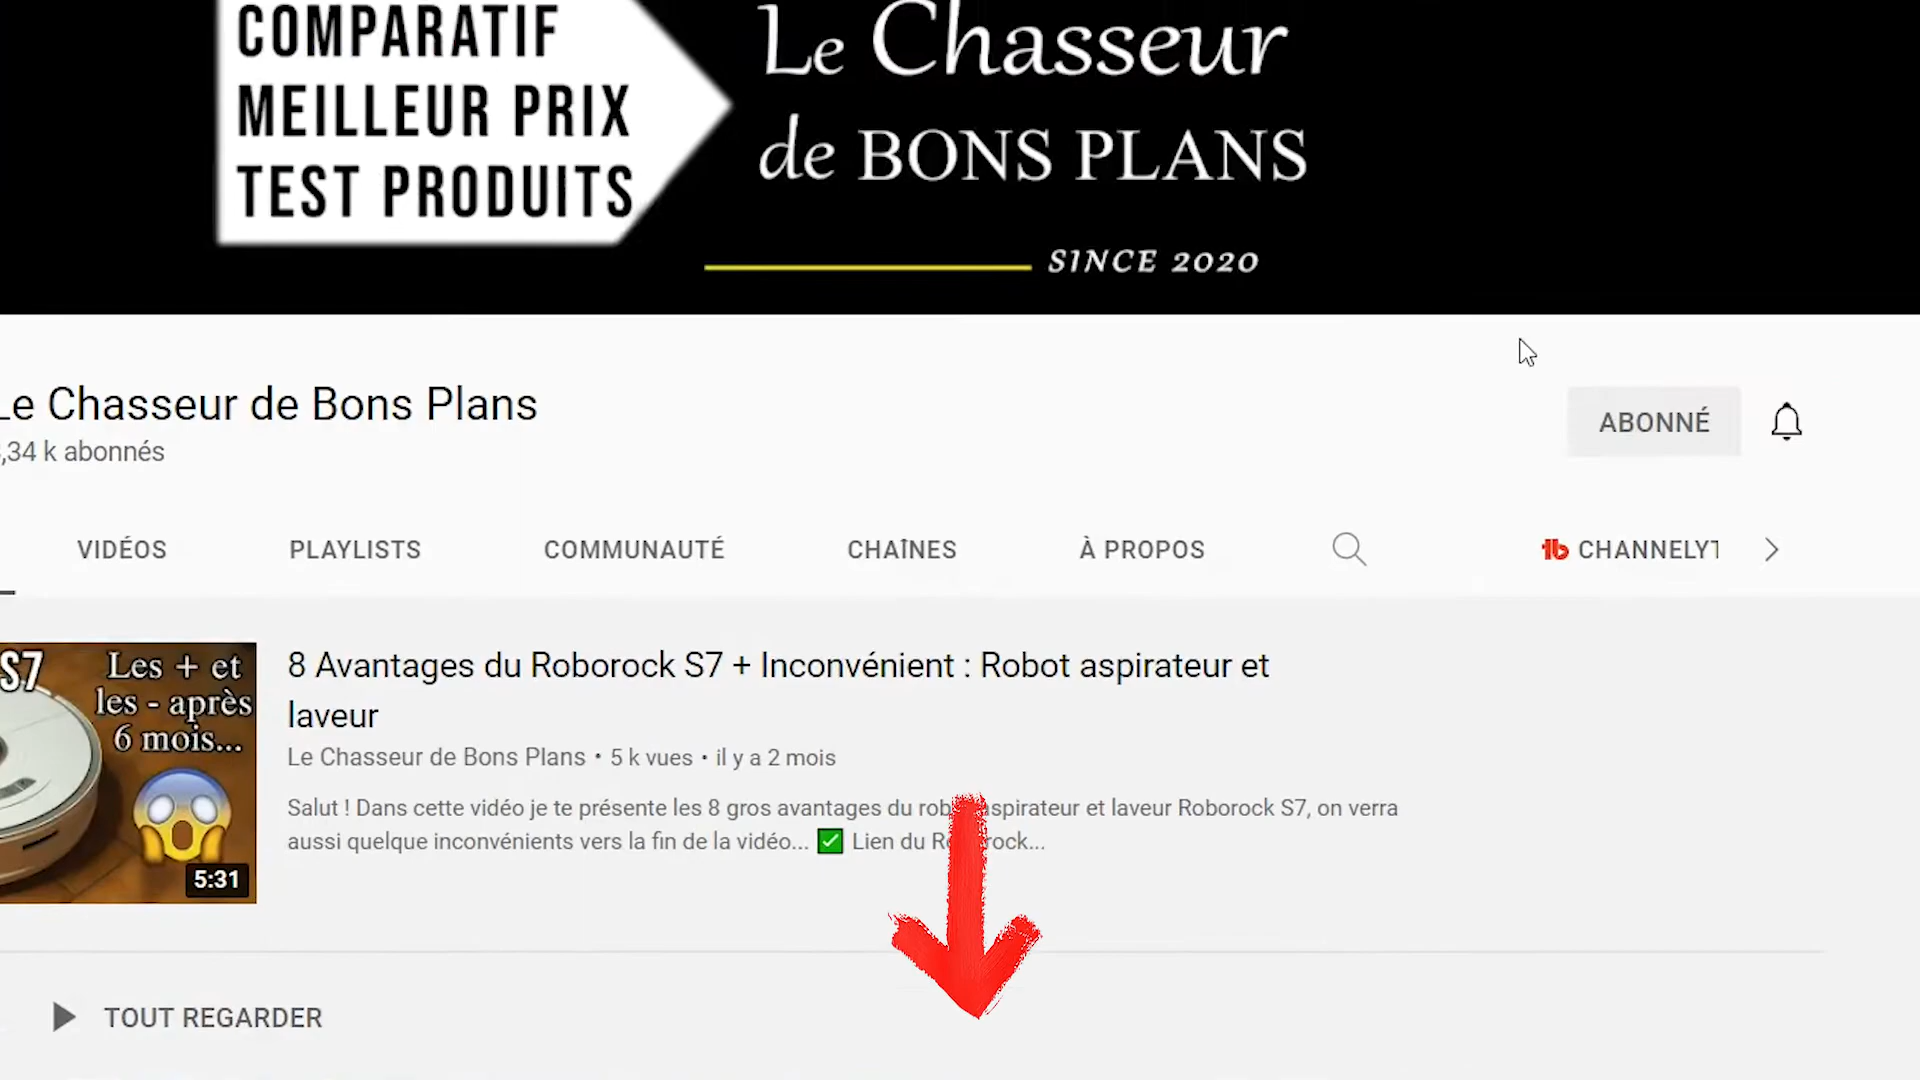 COMPARATIF
MEILLEUR PRIX
TEST PRODUITS
Le Chasseur
de BONS PLANS
SINCE 2020
Le Chasseur de Bons Plans
,34 k abonnés
ABONNÉ
VIDÉOS
PLAYLISTS
COMMUNAUTÉ
CHAÎNES
À PROPOS
CHANNELYT
S7
Les + et
les - après
6 mois...
5:31
8 Avantages du Roborock S7 + Inconvénient : Robot aspirateur et
laveur
Le Chasseur de Bons Plans • 5 k vues • il y a 2 mois
Salut ! Dans cette vidéo je te présente les 8 gros avantages du aspirateur et laveur Roborock S7, on verra
aussi quelque inconvénients vers la fin de la vidéo... ✅ Lien du Roborock...
TOUT REGARDER